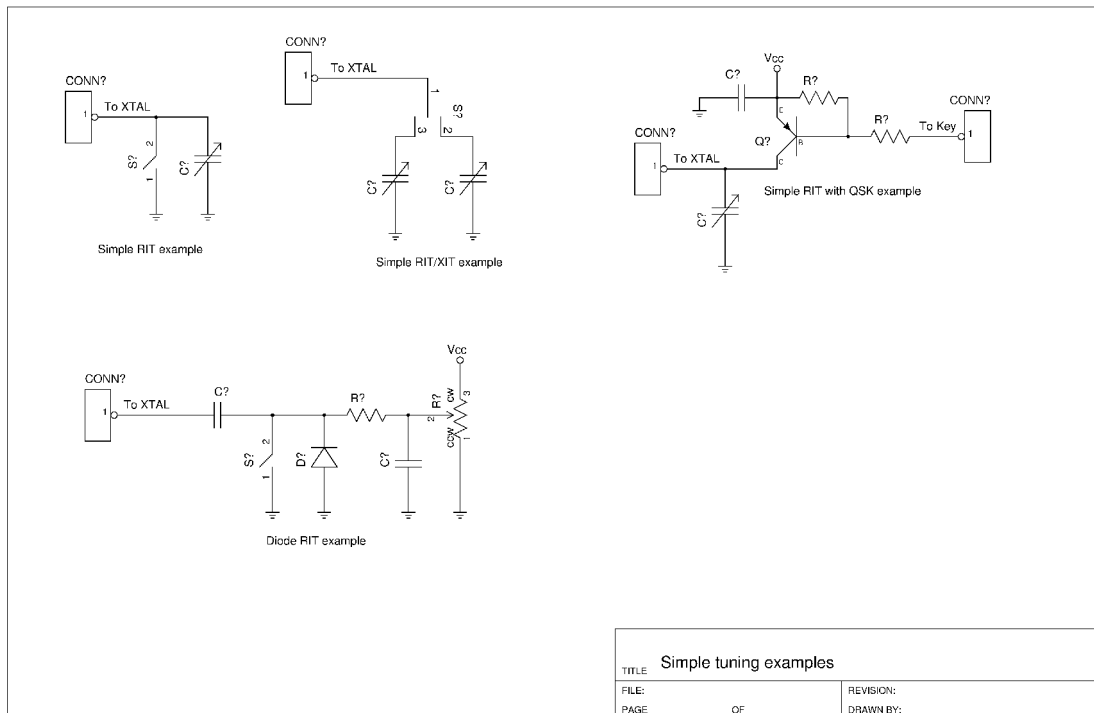 CONN?
1
To XTAL
S?
2
1
C?
Simple RIT example
CONN?
1
To XTAL
1
S?
3
2
C?
C?
Simple RIT/XIT example
Vcc
C?
R?
E
Q?
B
C
R?
To Key
CONN?
1
CONN?
1
To XTAL
C?
Simple RIT with QSK example
CONN?
1
To XTAL
C?
S?
2
1
D?
R?
C?
Vcc
R?
CW
3
2
CCW
1
Diode RIT example
TITLE Simple tuning examples
FILE:
REVISION:
PAGE OF
DRAWN BY: